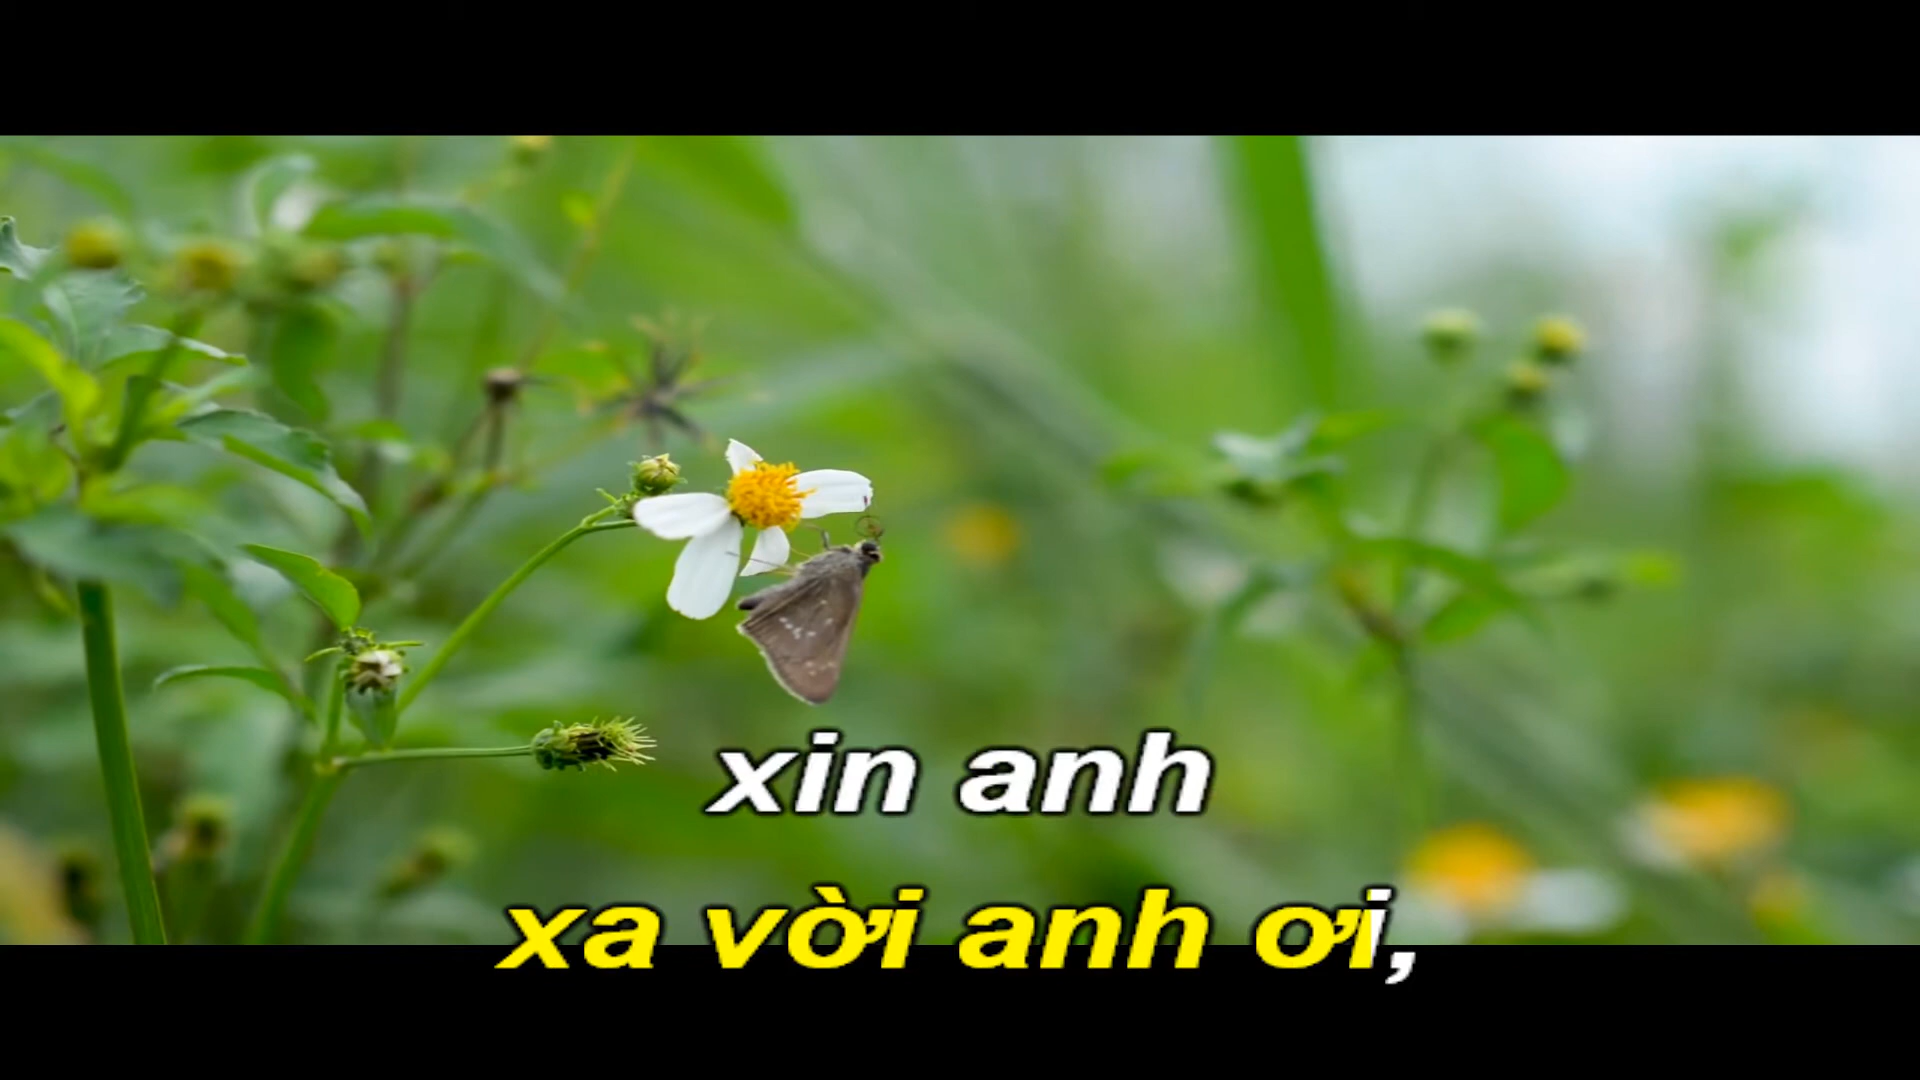 xin anh
xa vời anh ơi,